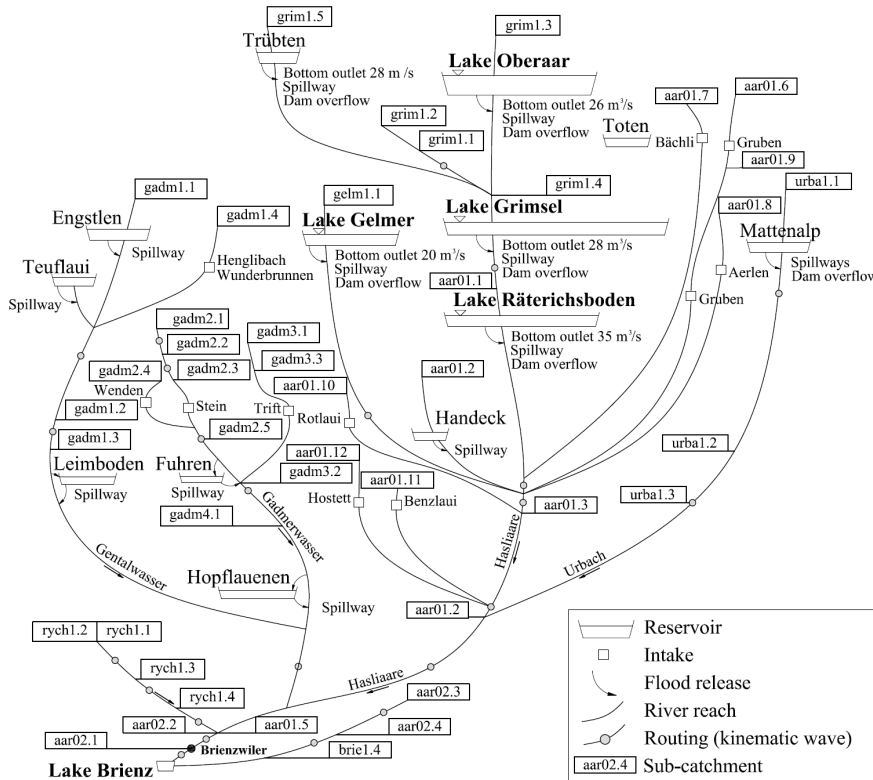 grim1.5
grim1.3
Trübten
Lake Oberaar
Bottom outlet 28 m /s
Spillway
Dam overflow
Bottom outlet 26 m³/s
Spillway
Dam overflow
grim1.2
grim1.1
grim1.4
aar01.7
aar01.6
Toten
Bächli
Gruben
aar01.9
urba1.1
aar01.8
gadm1.1
gadm1.4
gelm1.1
Engstlen
Spillway
Teuflaui
Spillway
Henglibach
Wunderbrunnen
Lake Gelmer
Bottom outlet 20 m³/s
Spillway
Dam overflow
Lake Grimsel
Bottom outlet 28 m³/s
Spillway
Dam overflow
Mattenalp
Spillways
Dam overflow
Aerlen
Gruben
aar01.1
Lake Räterichsboden
Bottom outlet 35 m³/s
Spillway
Dam overflow
gadm2.1
gadm2.2
gadm2.3
gadm2.4
Wenden
Stein
gadm2.5
gadm3.1
gadm3.3
aar01.10
Trift
Rotlaui
aar01.2
Handeck
Spillway
gadm1.2
gadm1.3
Leimboden
Spillway
Fuhren
Spillway
aar01.12
gadm3.2
Hostett
aar01.11
Benzlaui
aar01.3
urba1.2
urba1.3
gadm4.1
Gadmerwasser
Gentalwasser
Hasliaare
Urbach
Hopflauenen
Spillway
aar01.2
rych1.2
rych1.1
rych1.3
rych1.4
Hasliaare
aar02.3
aar02.2
aar01.5
aar02.4
aar02.1
Brienzwiler
brie1.4
Lake Brienz
Reservoir
Intake
Flood release
River reach
Routing (kinematic wave)
aar02.4
Sub-catchment